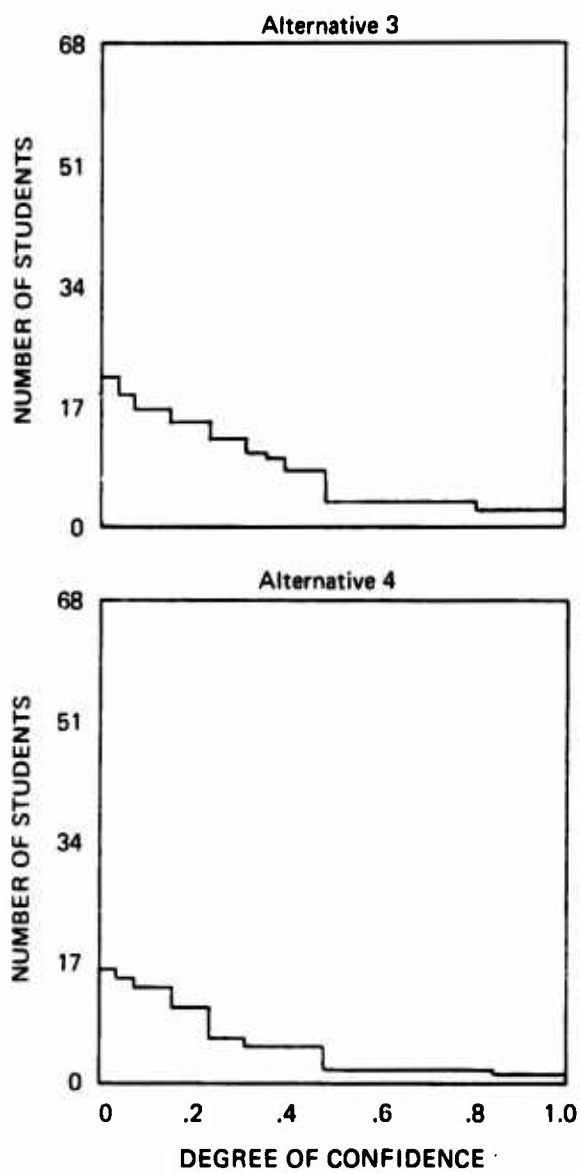 Alternative 3
68
51
34
17
0
NUMBER OF STUDENTS
Alternative 4
68
51
34
17
0
NUMBER OF STUDENTS
0 .2 .4 .6 .8 1.0
DEGREE OF CONFIDENCE